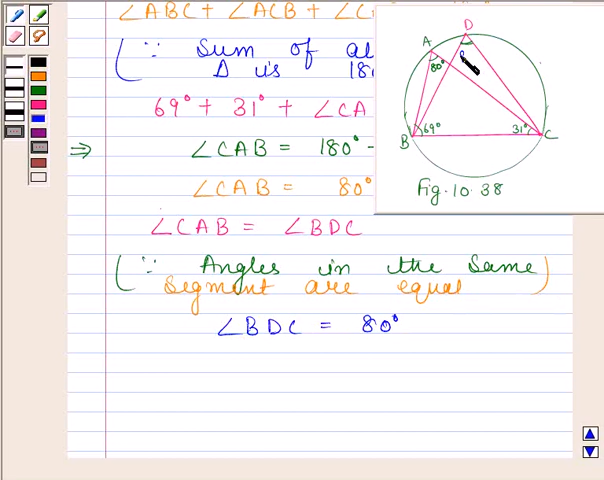 ∠ABC + ∠ACB + ∠C
(∵ Sum of al
Δ is 18
69° + 31° + ∠CA
⇒ ∠CAB = 180° -
∠CAB = 80°
∠CAB = ∠BDC
(∵ Angles in the same
segment are equal)
∠BDC = 80°
D
A
80°
B
69°
31°
C
Fig. 10.38